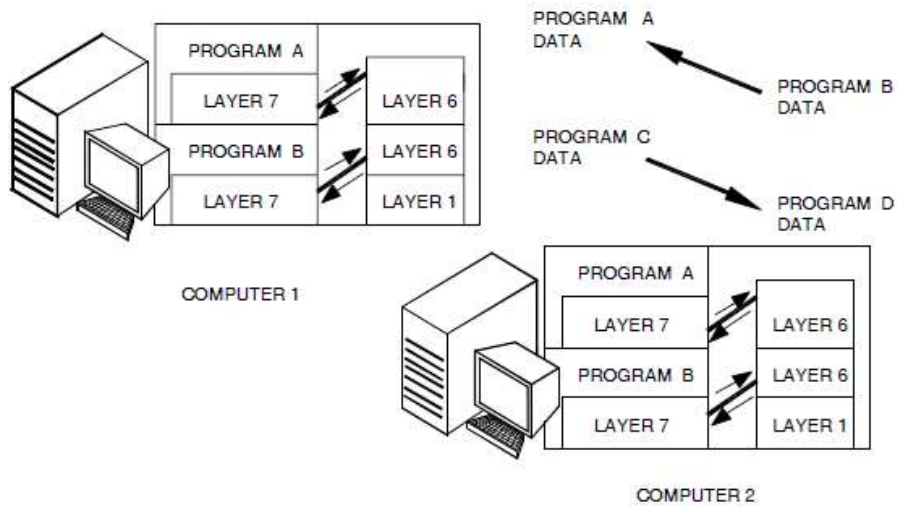 PROGRAM A
LAYER 7
LAYER 6
PROGRAM B
LAYER 6
LAYER 7
LAYER 1
COMPUTER 1
PROGRAM A
DATA
PROGRAM B
DATA
PROGRAM C
DATA
PROGRAM D
DATA
PROGRAM A
LAYER 7
LAYER 6
PROGRAM B
LAYER 6
LAYER 7
LAYER 1
COMPUTER 2